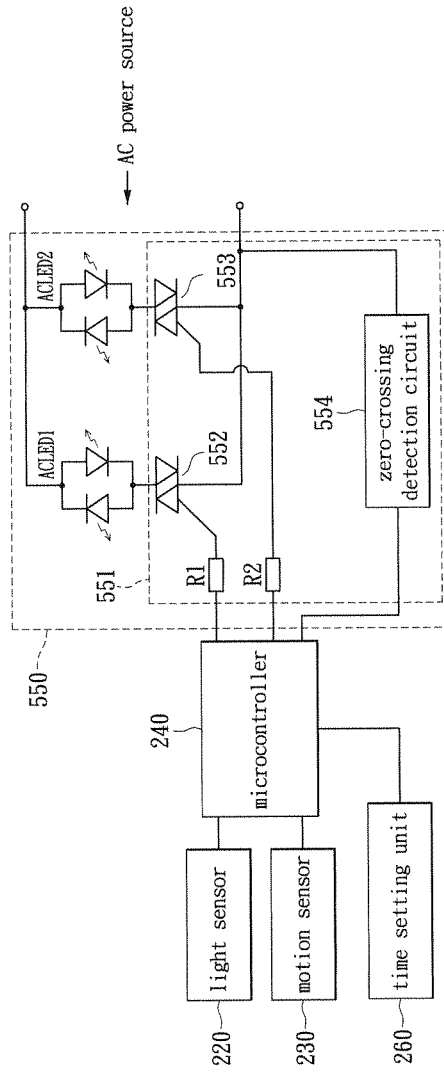 AC power source
ACLED1
ACLED2
552
553
551
R1
R2
554
zero-crossing
detection circuit
550
240
microcontroller
220
light sensor
230
motion sensor
260
time setting unit